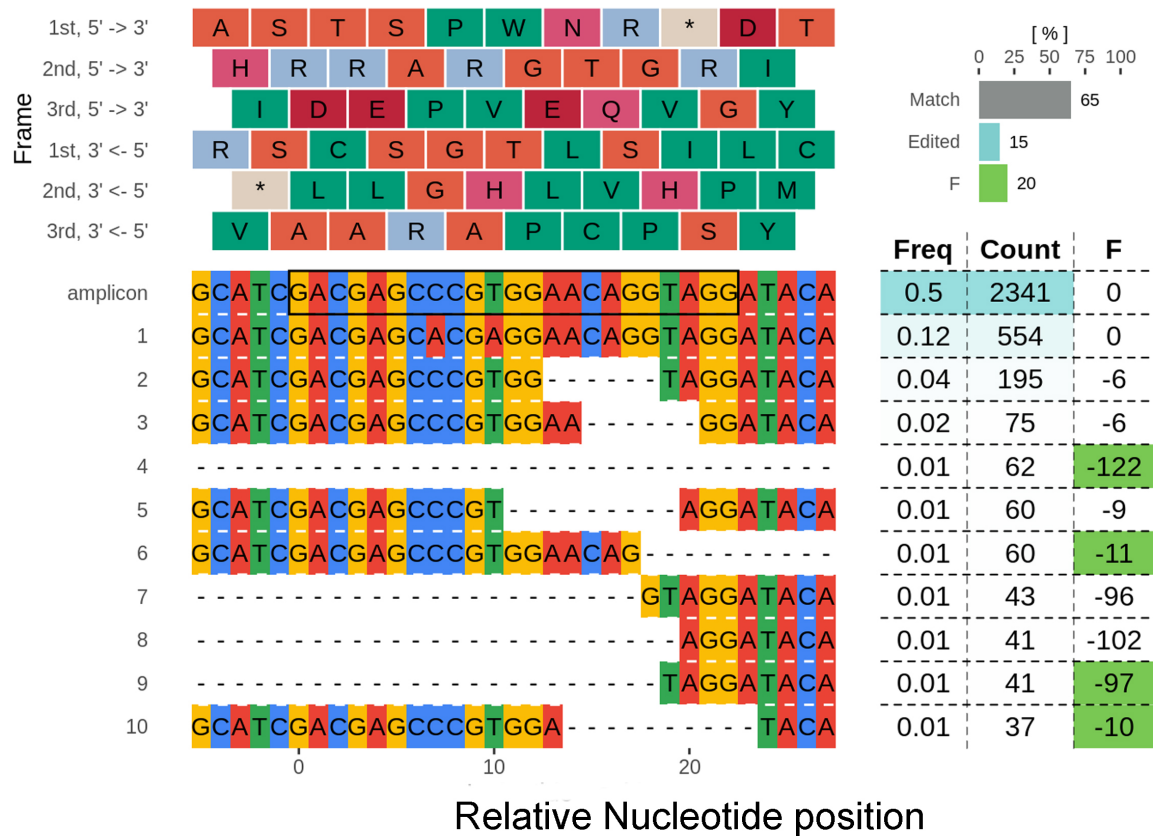 1st, 5' -> 3' A S T S P W N R * D T
2nd, 5' -> 3' H R R A R G T G R I
3rd, 5' -> 3' I D E P V E Q V G Y
1st, 3' <- 5' R S C S G T L S I L C
2nd, 3' <- 5' * L L G H L V H P M
3rd, 3' <- 5' V A A R A P C P S Y
Frame
[ % ]
0 25 50 75 100
Match 65
Edited 15
F 20
Freq Count F
amplicon GCATCGACGAGCCCGTGGAACAGGTAGGATACA 0.5 2341 0
1 GCATCGACGAGCACGAGGAACAGGTAGGATACA 0.12 554 0
2 GCATCGACGAGCCCGTGG------TAGGATACA 0.04 195 -6
3 GCATCGACGAGCCCGTGGAA------GGATACA 0.02 75 -6
4 --------------------------------- 0.01 62 -122
5 GCATCGACGAGCCCGT---------AGGATACA 0.01 60 -9
6 GCATCGACGAGCCCGTGGAACAG---------- 0.01 60 -11
7 -----------------------GTAGGATACA 0.01 43 -96
8 -------------------------AGGATACA 0.01 41 -102
9 ------------------------TAGGATACA 0.01 41 -97
10 GCATCGACGAGCCCGTGGA----------TACA 0.01 37 -10
0 10 20
Relative Nucleotide position